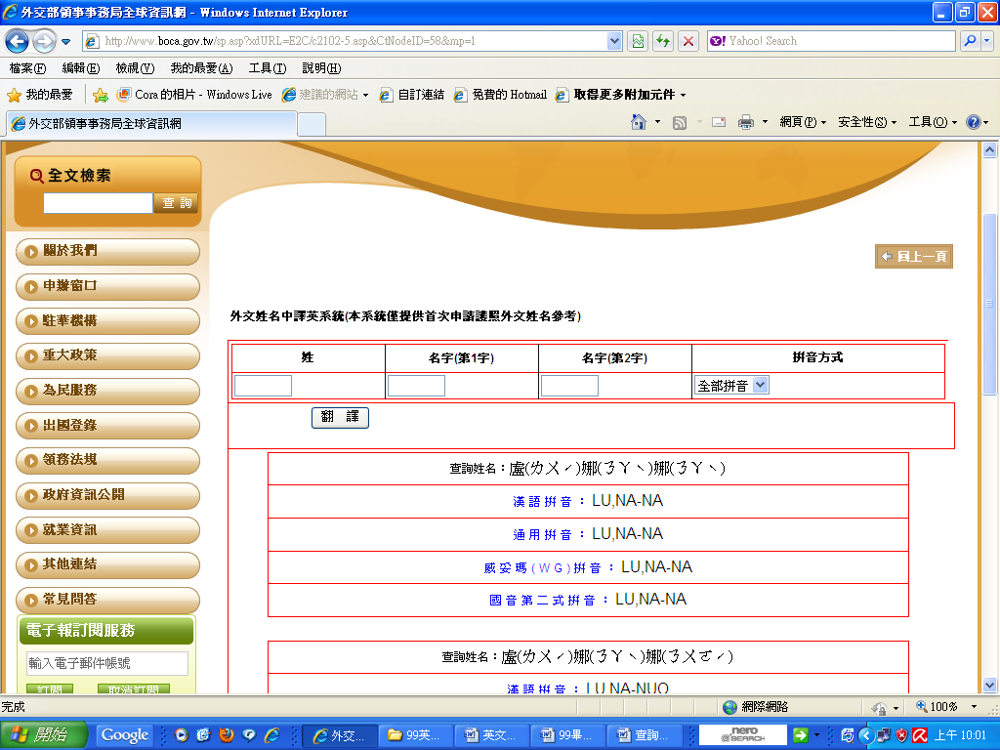 外交部領事事務局全球資訊網 - Windows Internet Explorer
http://www.boca.gov.tw/sp.asp?xdURL=E2C/c2102-5.asp&CtNodeID=58&mp=1
Yahoo! Search
檔案(F) 編輯(E) 檢視(V) 我的最愛(A) 工具(T) 說明(H)
我的最愛 Cora 的相片 - Windows Live 建議的網站 自訂連結 免費的 Hotmail 取得更多附加元件
外交部領事事務局全球資訊網
網頁(P) 安全性(S) 工具(O)
全文檢索
查詢
關於我們
申辦窗口
駐華機構
重大政策
為民服務
出國登錄
領務法規
政府資訊公開
就業資訊
其他連結
常見問答
電子報訂閱服務
輸入電子郵件帳號
訂閱 取消訂閱
回上一頁
外文姓名中譯英系統(本系統僅提供首次申請護照外文姓名參考)
姓 名字(第1字) 名字(第2字) 拼音方式
全部拼音
翻 譯
查詢姓名：盧(ㄌㄨˊ)娜(ㄋㄚˋ)娜(ㄋㄚˋ)
漢語拼音： LU,NA-NA
通用拼音： LU,NA-NA
威妥瑪(WG)拼音： LU,NA-NA
國音第二式拼音： LU,NA-NA
查詢姓名：盧(ㄌㄨˊ)娜(ㄋㄚˋ)娜(ㄋㄨㄛˊ)
漢語拼音： LU,NA-NUO
完成
網際網路
100%
開始
Google
外交...
99英...
英文...
99畢...
查詢...
nero
SEARCH
上午 10:01